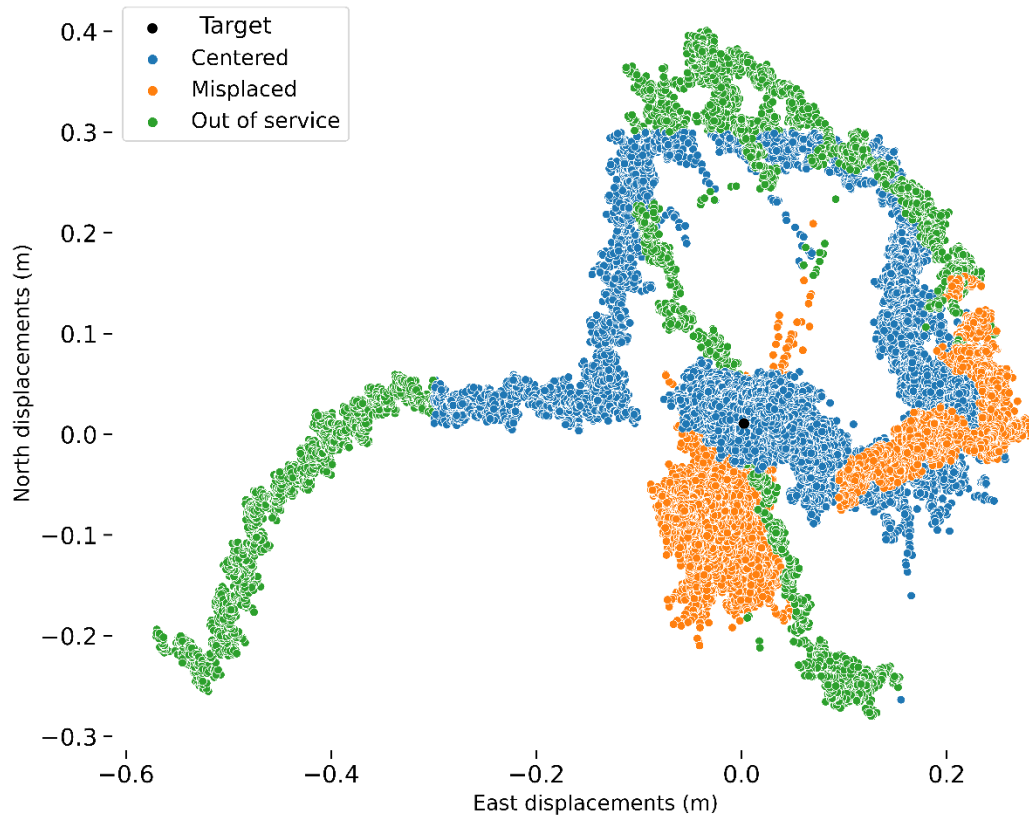 Target
Centered
Misplaced
Out of service
0.4
0.3
0.2
0.1
0.0
−0.1
−0.2
−0.3
North displacements (m)
−0.6 −0.4 −0.2 0.0 0.2
East displacements (m)